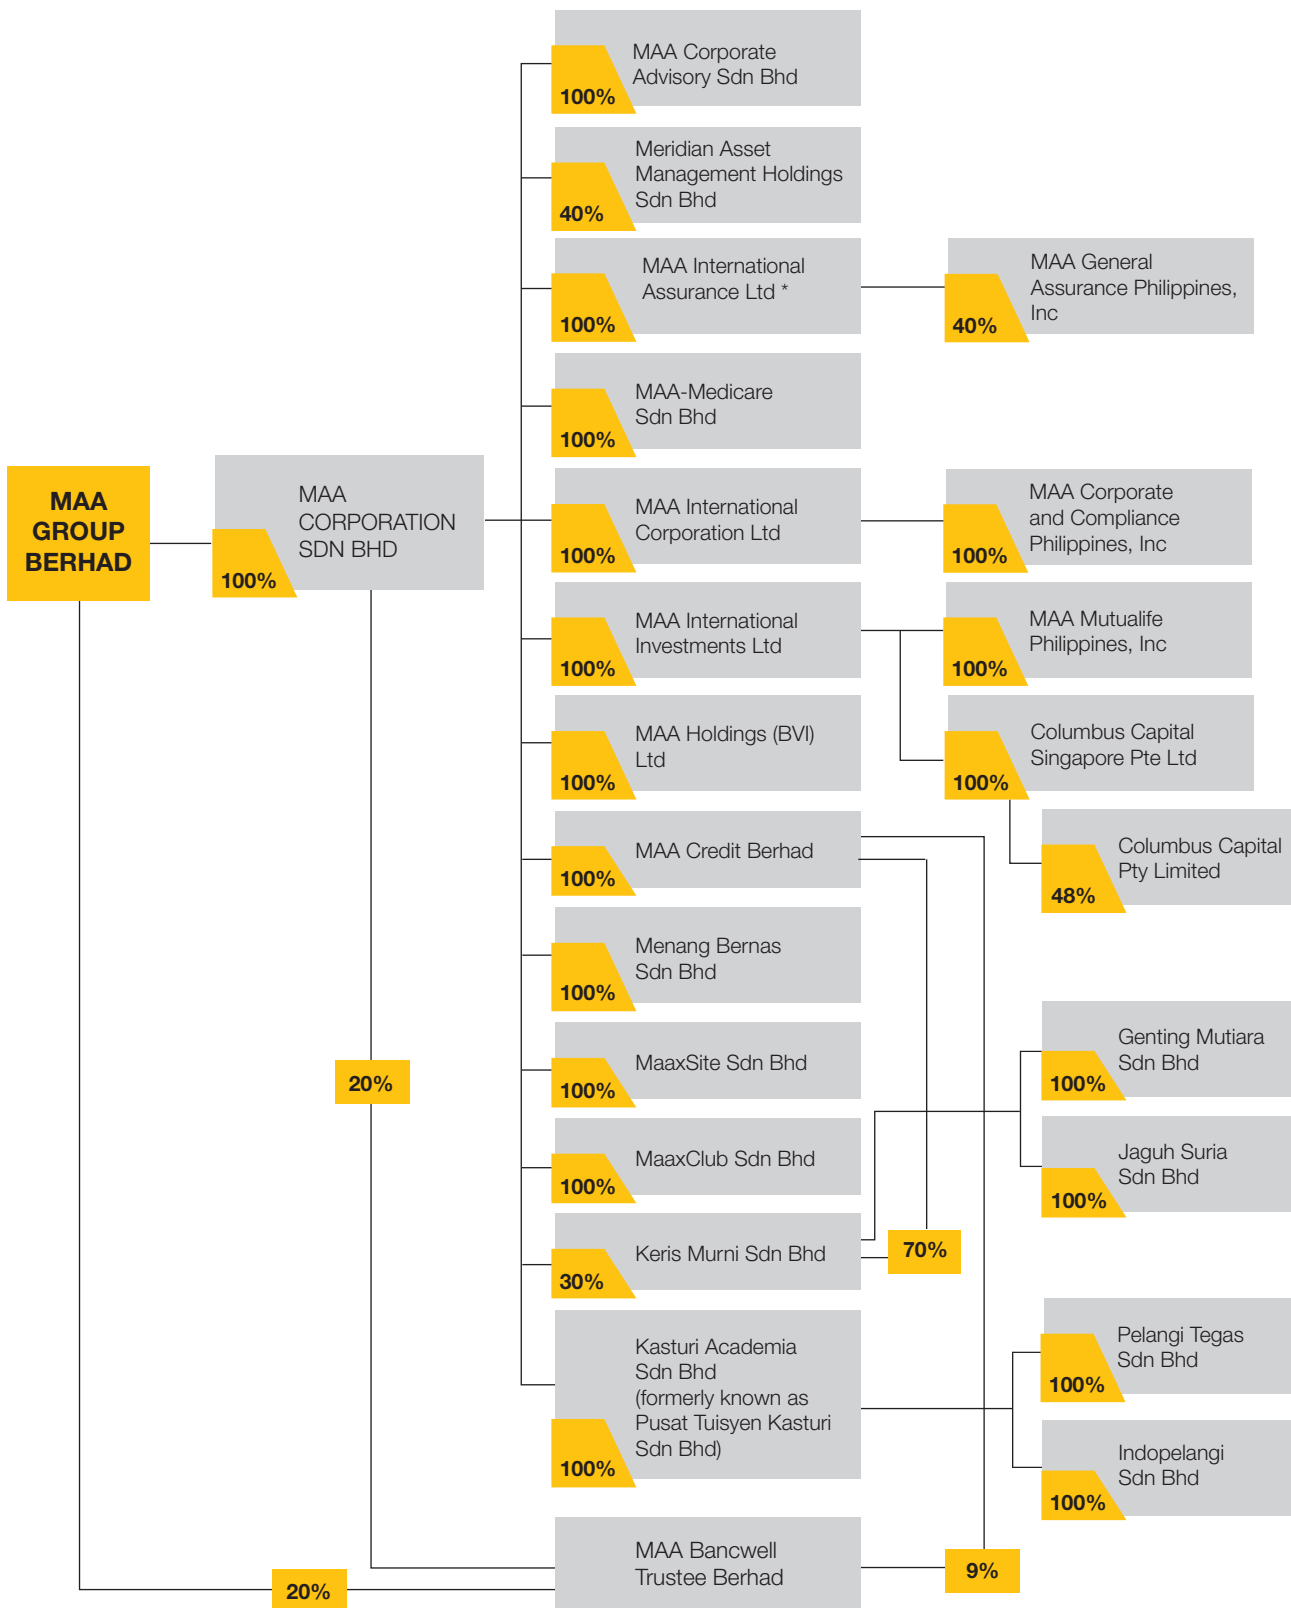 MAA
GROUP
BERHAD
MAA
CORPORATION
SDN BHD
100%
20%
20%
MAA Corporate
Advisory Sdn Bhd
100%
Meridian Asset
Management Holdings
Sdn Bhd
40%
MAA International
Assurance Ltd *
100%
MAA General
Assurance Philippines,
Inc
40%
MAA-Medicare
Sdn Bhd
100%
MAA International
Corporation Ltd
100%
MAA Corporate
and Compliance
Philippines, Inc
100%
MAA International
Investments Ltd
100%
MAA Mutualife
Philippines, Inc
100%
Columbus Capital
Singapore Pte Ltd
100%
Columbus Capital
Pty Limited
48%
MAA Holdings (BVI)
Ltd
100%
MAA Credit Berhad
100%
Menang Bernas
Sdn Bhd
100%
MaaxSite Sdn Bhd
100%
MaaxClub Sdn Bhd
100%
Keris Murni Sdn Bhd
30%
70%
Genting Mutiara
Sdn Bhd
100%
Jaguh Suria
Sdn Bhd
100%
Kasturi Academia
Sdn Bhd
(formerly known as
Pusat Tuisyen Kasturi
Sdn Bhd)
100%
Pelangi Tegas
Sdn Bhd
100%
Indopelangi
Sdn Bhd
100%
MAA Bancwell
Trustee Berhad
9%